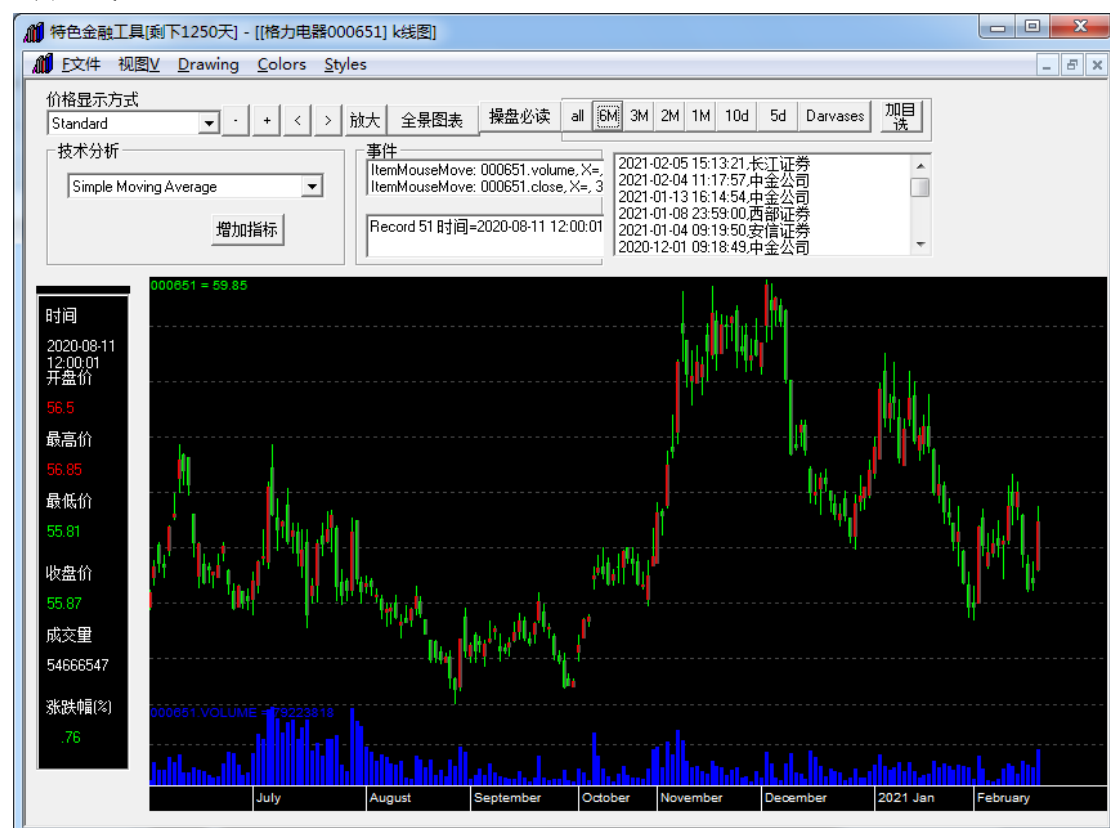 特色金融工具[剩下1250天] - [[格力电器000651] k线图]
F文件 视图V Drawing Colors Styles
价格显示方式
Standard - + < > 放大 全景图表 操盘必读 all 6M 3M 2M 1M 10d 5d Darvases 加自选
技术分析
Simple Moving Average
增加指标
事件
ItemMouseMove: 000651.volume, X=,
ItemMouseMove: 000651.close, X=, 3
Record 51 时间=2020-08-11 12:00:01
2021-02-05 15:13:21,长江证券
2021-02-04 11:17:57,中金公司
2021-01-13 16:14:54,中金公司
2021-01-08 23:59:00,西部证券
2021-01-04 09:19:50,安信证券
2020-12-01 09:18:49,中金公司
000651 = 59.85
时间
2020-08-11
12:00:01
开盘价
56.5
最高价
56.85
最低价
55.81
收盘价
55.87
成交量
54666547
涨跌幅(%)
.76
000651.VOLUME = 79223818
July August September October November December 2021 Jan February